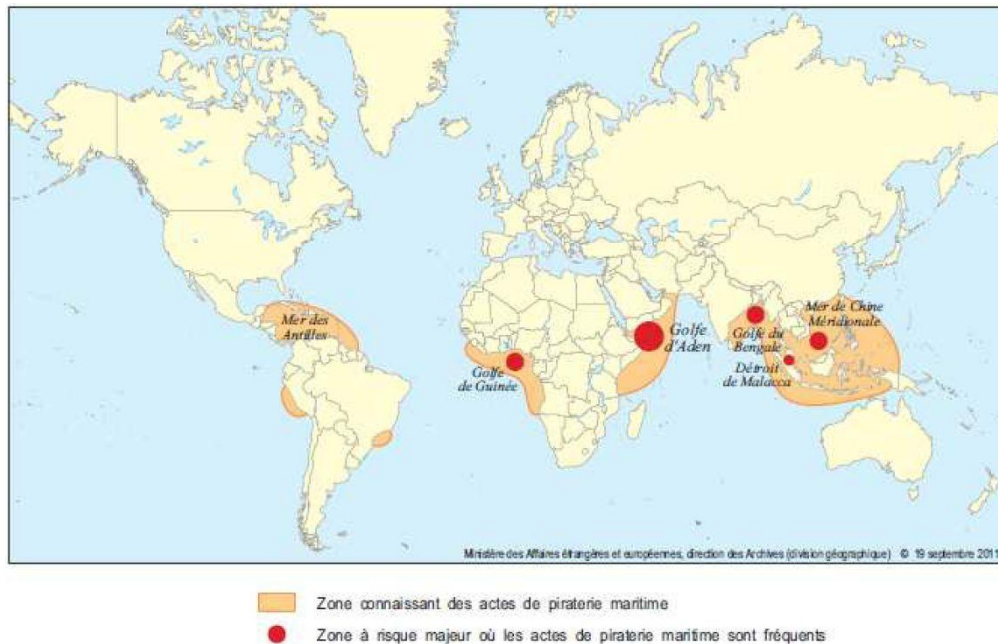 Mer des
Antilles
Golfe
de Guinée
Golfe
d'Aden
Golfe du
Bengale
Mer de Chine
Méridionale
Détroit
de Malacca
Ministère des Affaires étrangères et européennes, direction des Archives (division géographique) © 19 septembre 2011
Zone connaissant des actes de piraterie maritime
Zone à risque majeur où les actes de piraterie maritime sont fréquents